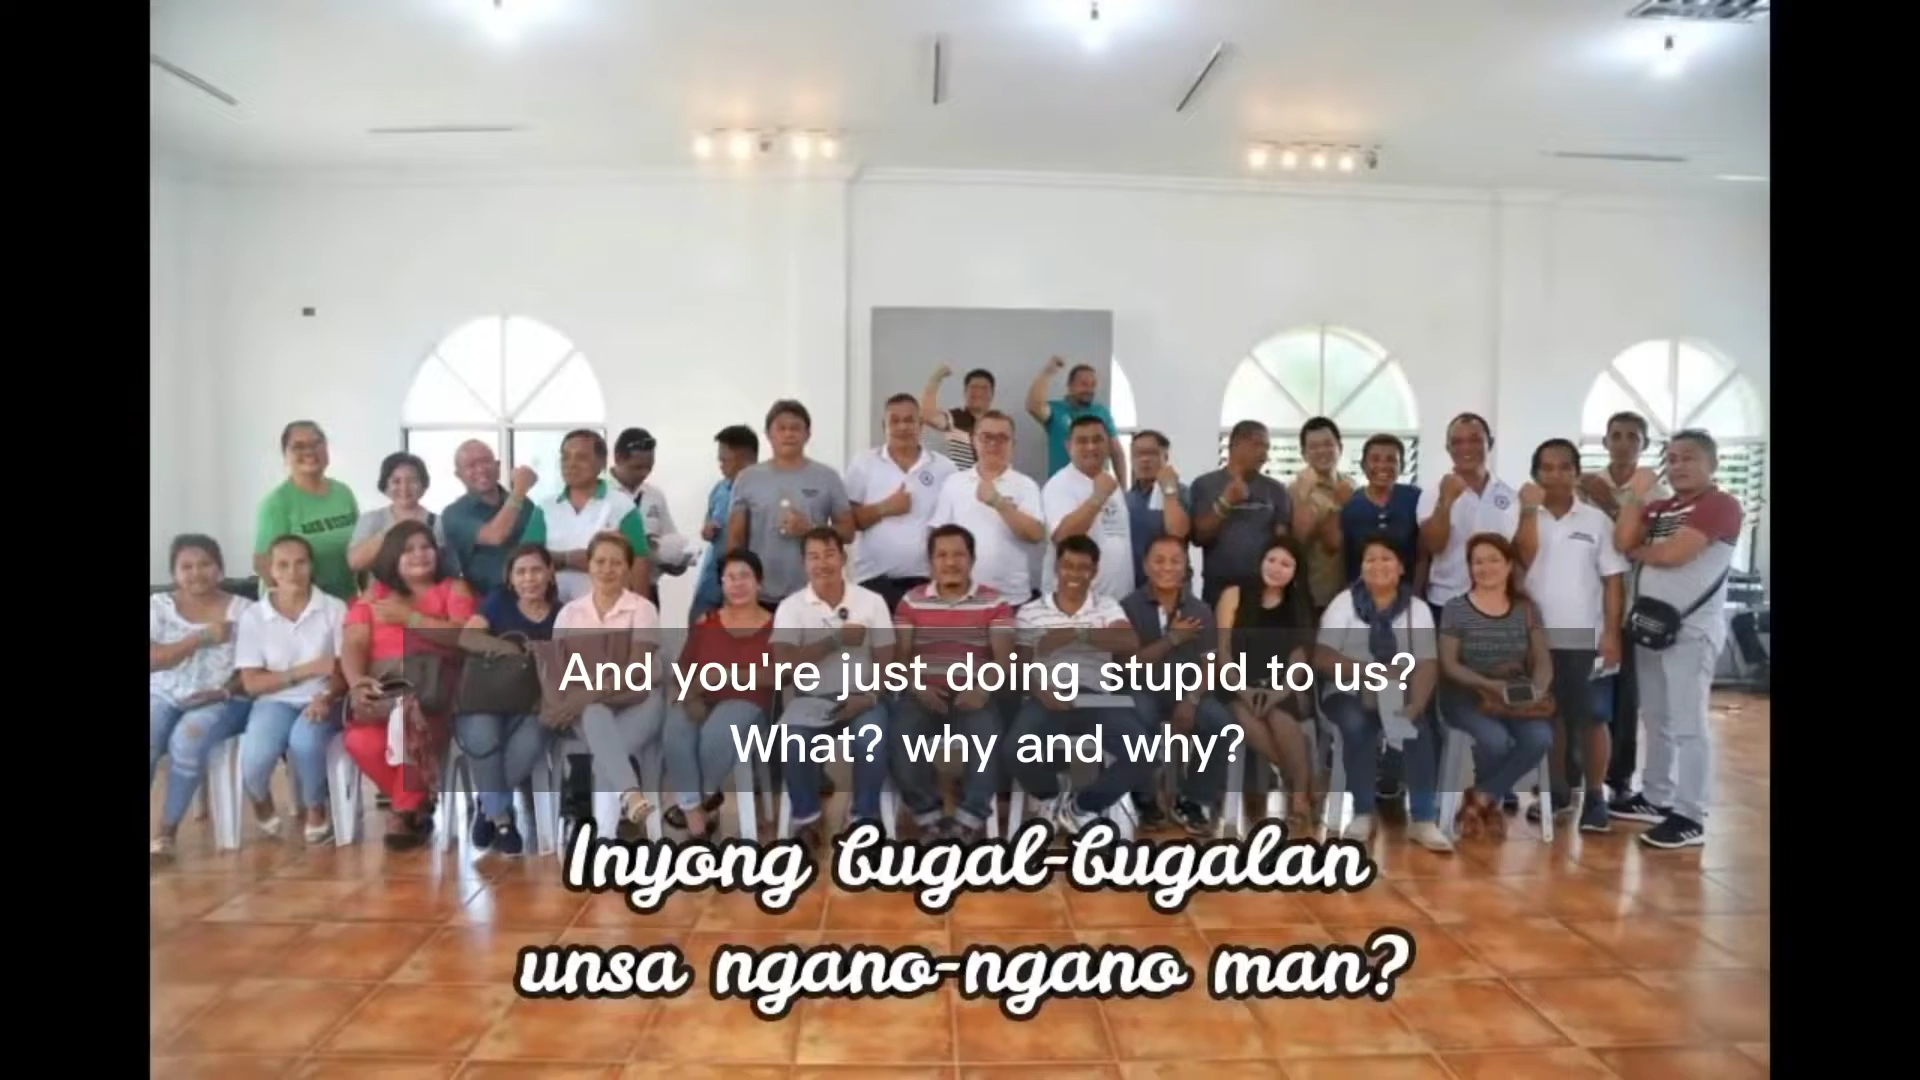 And you're just doing stupid to us?
What? why and why?
Inyong bugal-bugalan
unsa ngano-ngano man?